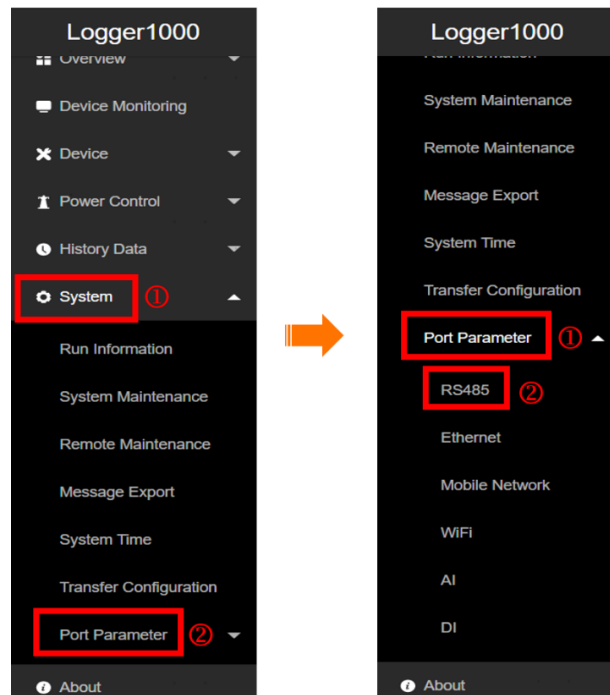 Logger1000
Overview
Device Monitoring
Device
Power Control
History Data
System ①
Run Information
System Maintenance
Remote Maintenance
Message Export
System Time
Transfer Configuration
Port Parameter ②
About
Logger1000
Run Information
System Maintenance
Remote Maintenance
Message Export
System Time
Transfer Configuration
Port Parameter ①
RS485 ②
Ethernet
Mobile Network
WiFi
AI
DI
About